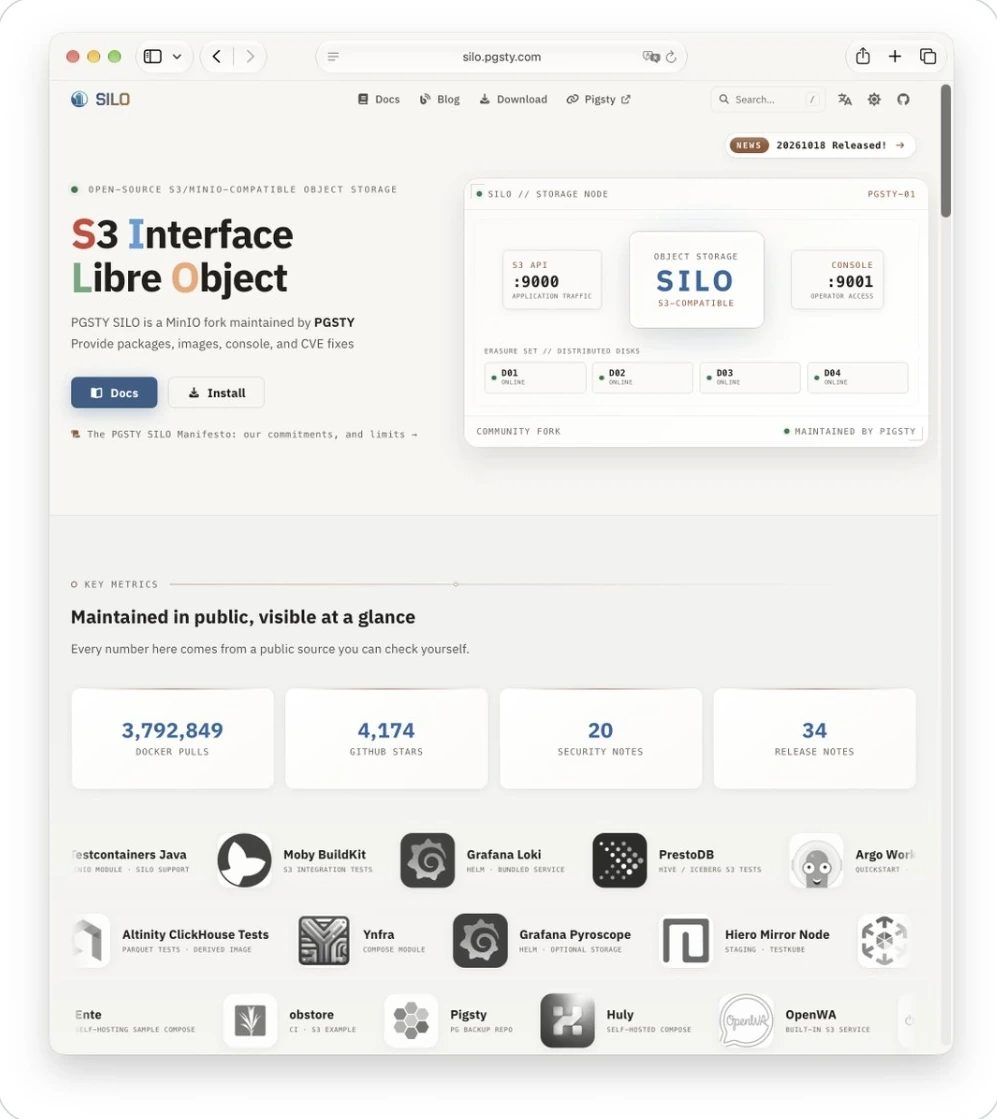 silo.pgsty.com
SILO
Docs
Blog
Download
Pigsty
Search...
/
NEWS 20261018 Released! →
OPEN-SOURCE S3/MINIO-COMPATIBLE OBJECT STORAGE
S3 Interface
Libre Object
PGSTY SILO is a MinIO fork maintained by PGSTY
Provide packages, images, console, and CVE fixes
Docs
Install
The PGSTY SILO Manifesto: our commitments, and limits →
SILO // STORAGE NODE
PGSTY-01
S3 API
:9000
APPLICATION TRAFFIC
OBJECT STORAGE
SILO
S3-COMPATIBLE
CONSOLE
:9001
OPERATOR ACCESS
ERASURE SET // DISTRIBUTED DISKS
D01
ONLINE
D02
ONLINE
D03
ONLINE
D04
ONLINE
COMMUNITY FORK
MAINTAINED BY PIGSTY
KEY METRICS
Maintained in public, visible at a glance
Every number here comes from a public source you can check yourself.
3,792,849
DOCKER PULLS
4,174
GITHUB STARS
20
SECURITY NOTES
34
RELEASE NOTES
estcontainers Java
MODULE · SILO SUPPORT
Moby BuildKit
S3 INTEGRATION TESTS
Grafana Loki
HELM · BUNDLED SERVICE
PrestoDB
HIVE / ICEBERG S3 TESTS
Argo Work
QUICKSTART ·
Altinity ClickHouse Tests
PARQUET TESTS · DERIVED IMAGE
Ynfra
COMPOSE MODULE
Grafana Pyroscope
HELM · OPTIONAL STORAGE
Hiero Mirror Node
STAGING · TESTKUBE
Ente
SELF-HOSTING SAMPLE COMPOSE
obstore
CI · S3 EXAMPLE
Pigsty
PG BACKUP REPO
Huly
SELF-HOSTED COMPOSE
OpenWA
OpenWA
BUILT-IN S3 SERVICE